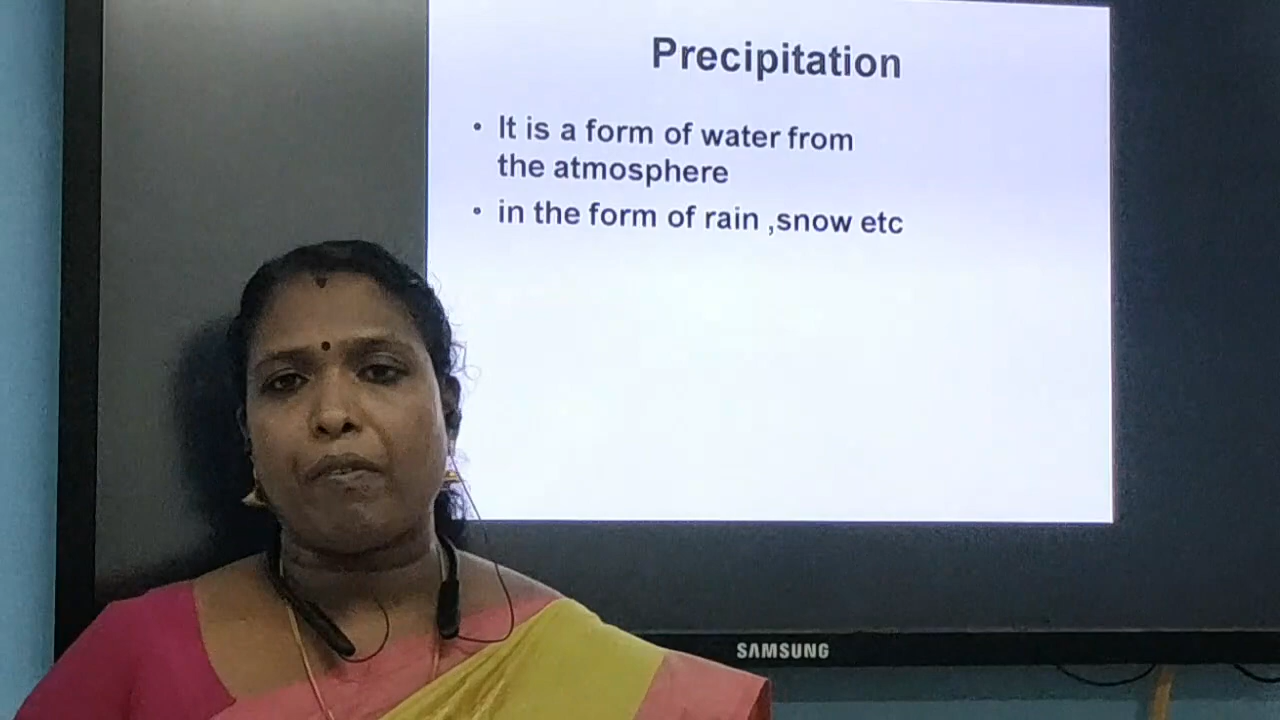 Precipitation
• It is a form of water from
the atmosphere
• in the form of rain ,snow etc
SAMSUNG